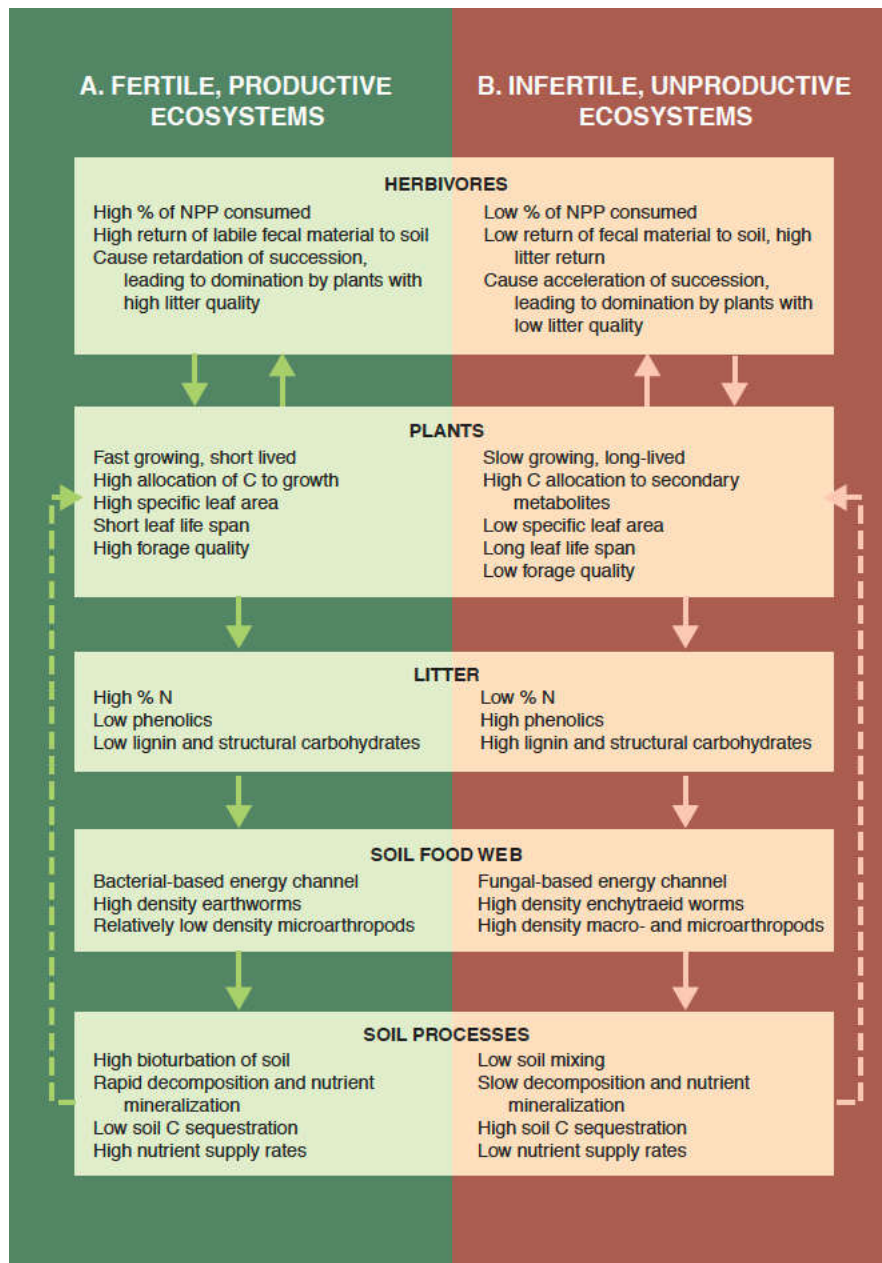 A. FERTILE, PRODUCTIVE
ECOSYSTEMS
B. INFERTILE, UNPRODUCTIVE
ECOSYSTEMS
HERBIVORES
High % of NPP consumed
High return of labile fecal material to soil
Cause retardation of succession,
leading to domination by plants with
high litter quality
Low % of NPP consumed
Low return of fecal material to soil, high
litter return
Cause acceleration of succession,
leading to domination by plants with
low litter quality
PLANTS
Fast growing, short lived
High allocation of C to growth
High specific leaf area
Short leaf life span
High forage quality
Slow growing, long-lived
High C allocation to secondary
metabolites
Low specific leaf area
Long leaf life span
Low forage quality
LITTER
High % N
Low phenolics
Low lignin and structural carbohydrates
Low % N
High phenolics
High lignin and structural carbohydrates
SOIL FOOD WEB
Bacterial-based energy channel
High density earthworms
Relatively low density microarthropods
Fungal-based energy channel
High density enchytraeid worms
High density macro- and microarthropods
SOIL PROCESSES
High bioturbation of soil
Rapid decomposition and nutrient
mineralization
Low soil C sequestration
High nutrient supply rates
Low soil mixing
Slow decomposition and nutrient
mineralization
High soil C sequestration
Low nutrient supply rates